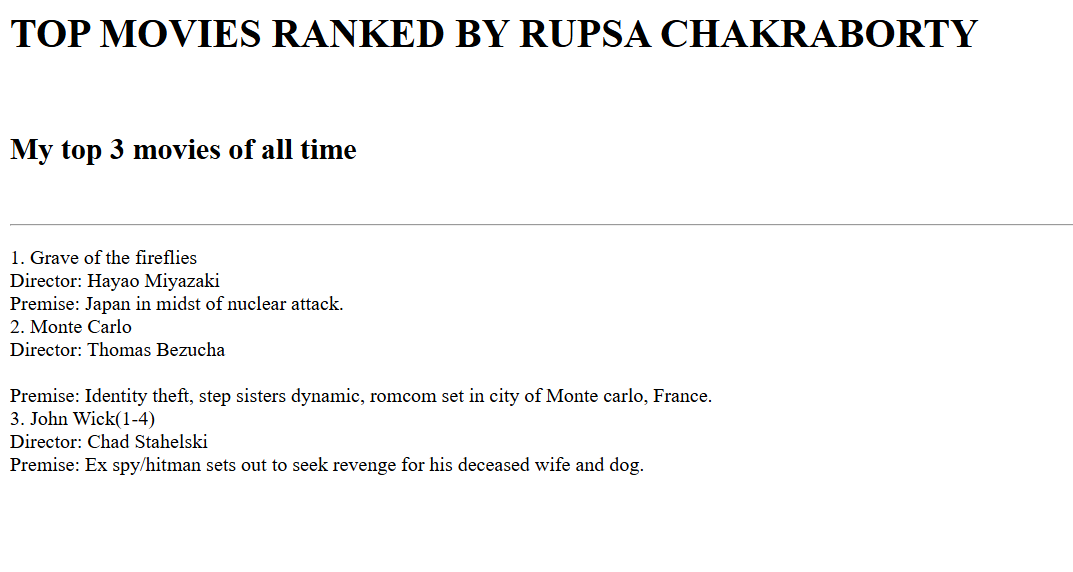 TOP MOVIES RANKED BY RUPSA CHAKRABORTY
My top 3 movies of all time
1. Grave of the fireflies
Director: Hayao Miyazaki
Premise: Japan in midst of nuclear attack.
2. Monte Carlo
Director: Thomas Bezucha
Premise: Identity theft, step sisters dynamic, romcom set in city of Monte carlo, France.
3. John Wick(1-4)
Director: Chad Stahelski
Premise: Ex spy/hitman sets out to seek revenge for his deceased wife and dog.